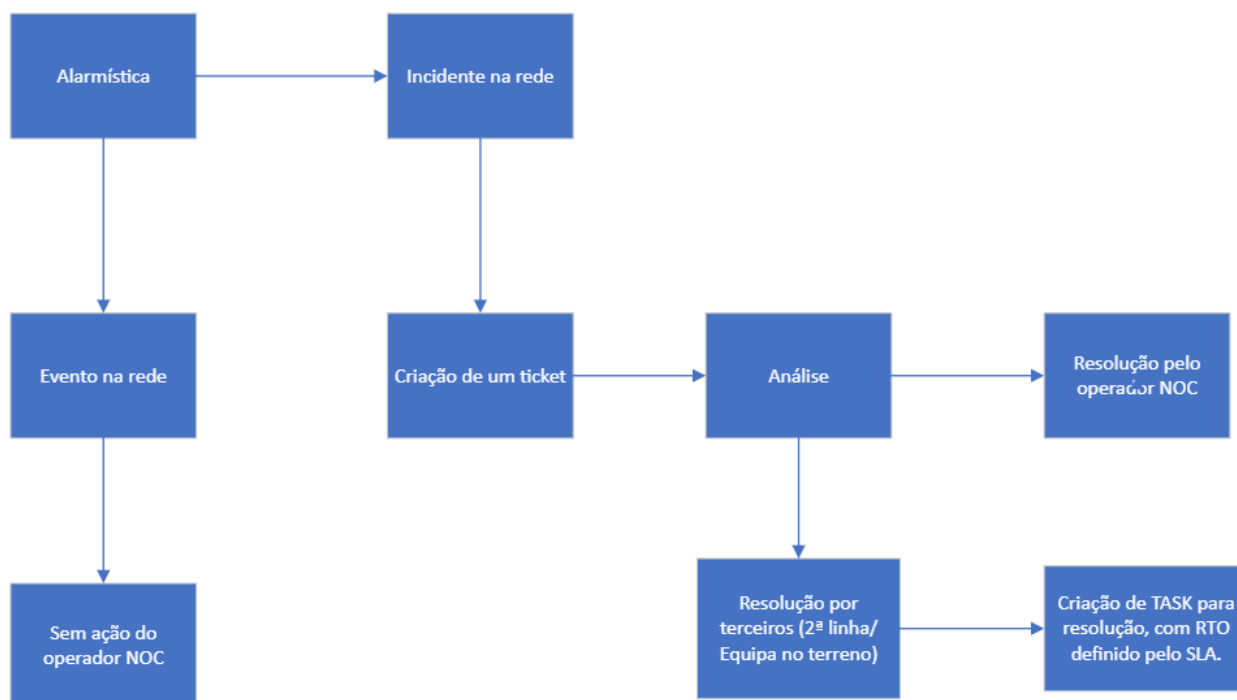 Alarmística
Incidente na rede
Evento na rede
Criação de um ticket
Análise
Resolução pelo
operador NOC
Sem ação do
operador NOC
Resolução por
terceiros (2ª linha/
Equipa no terreno)
Criação de TASK para
resolução, com RTO
definido pelo SLA.